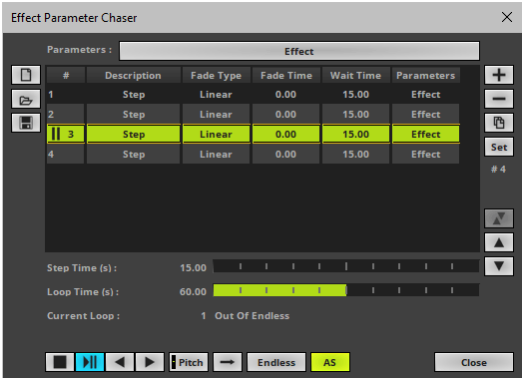 Effect Parameter Chaser
Parameters : Effect
# Description Fade Type Fade Time Wait Time Parameters
1 Step Linear 0.00 15.00 Effect
2 Step Linear 0.00 15.00 Effect
3 Step Linear 0.00 15.00 Effect
4 Step Linear 0.00 15.00 Effect
Set
# 4
Step Time (s) : 15.00
Loop Time (s) : 60.00
Current Loop : 1 Out Of Endless
Pitch Endless AS Close